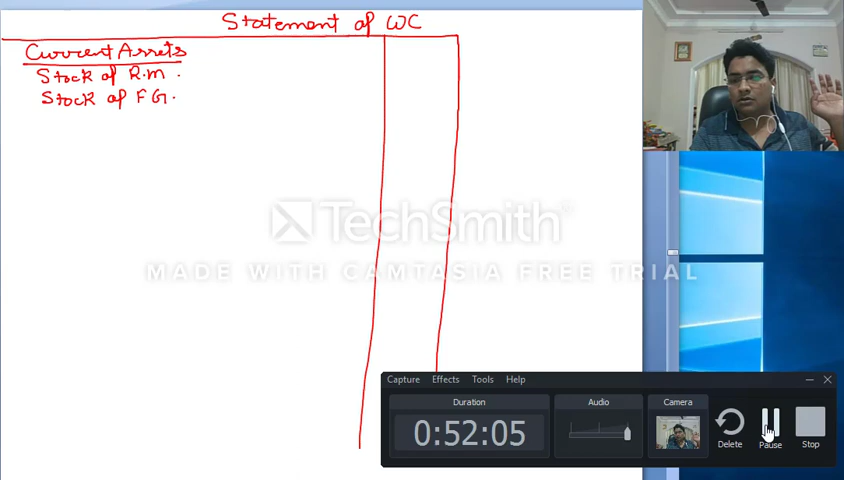 Statement of WC
Current Assets
Stock of R.M.
Stock of FG.
TechSmith
MADE WITH CAMTASIA FREE TRIAL
Capture Effects Tools Help
Duration Audio Camera
0:52:05
Delete Pause Stop